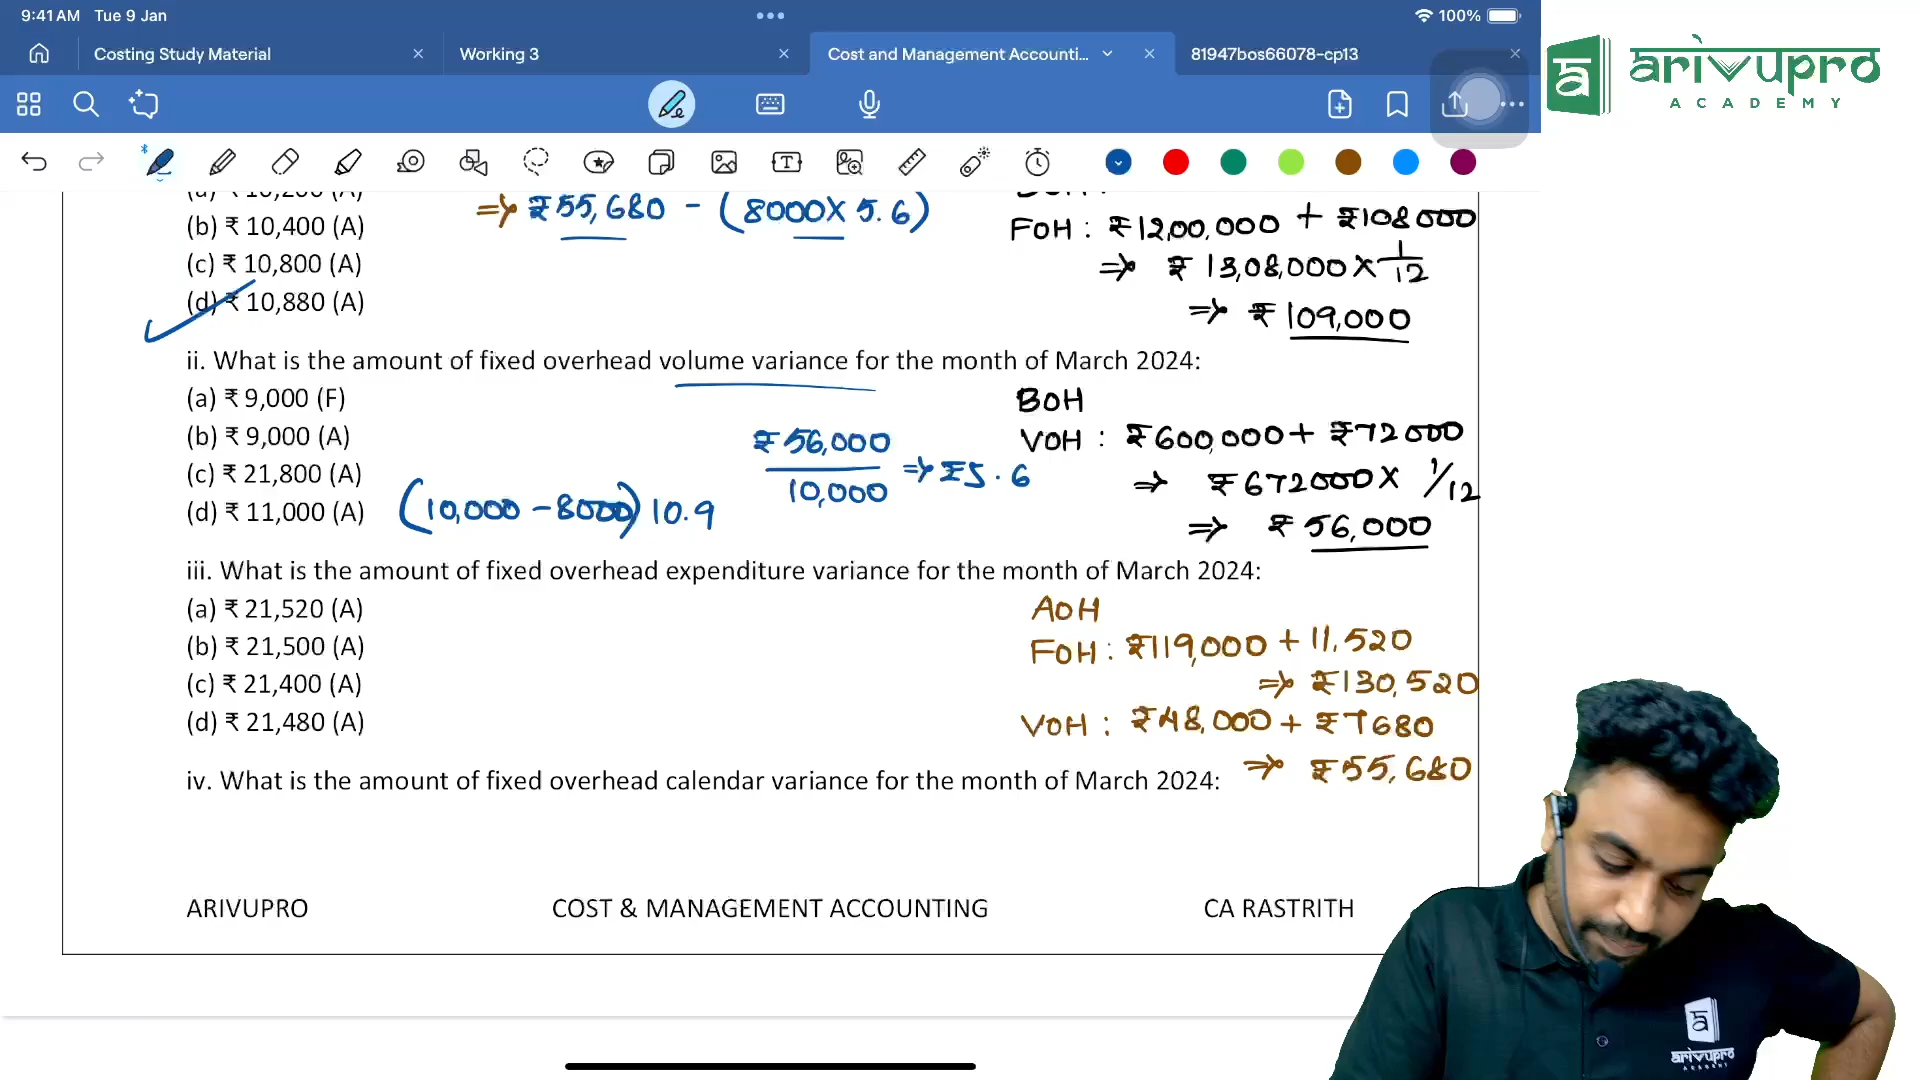 9:41 AM Tue 9 Jan
100%
Costing Study Material
Working 3
Cost and Management Accounti...
81947bos66078-cp13
arivupro
ACADEMY
(b) ₹ 10,400 (A)
(c) ₹ 10,800 (A)
(d) ₹ 10,880 (A)
⇒ ₹55,680 - (8000 X 5.6)
FOH : ₹12,00,000 + ₹108000
⇒ ₹ 13,08,000 X 1/12
⇒ ₹ 109,000
ii. What is the amount of fixed overhead volume variance for the month of March 2024:
(a) ₹ 9,000 (F)
(b) ₹ 9,000 (A)
(c) ₹ 21,800 (A)
(d) ₹ 11,000 (A)
(10,000 - 8000) 10.9
₹56,000
10,000
⇒ ₹5.6
BOH
VOH : ₹600,000 + ₹72000
⇒ ₹672000 X 1/12
⇒ ₹56,000
iii. What is the amount of fixed overhead expenditure variance for the month of March 2024:
(a) ₹ 21,520 (A)
(b) ₹ 21,500 (A)
(c) ₹ 21,400 (A)
(d) ₹ 21,480 (A)
AOH
FOH : ₹119,000 + 11,520
⇒ ₹130,520
VOH : ₹48,000 + ₹7680
⇒ ₹55,680
iv. What is the amount of fixed overhead calendar variance for the month of March 2024:
ARIVUPRO
COST & MANAGEMENT ACCOUNTING
CA RASTRITH
arivupro
ACADEMY